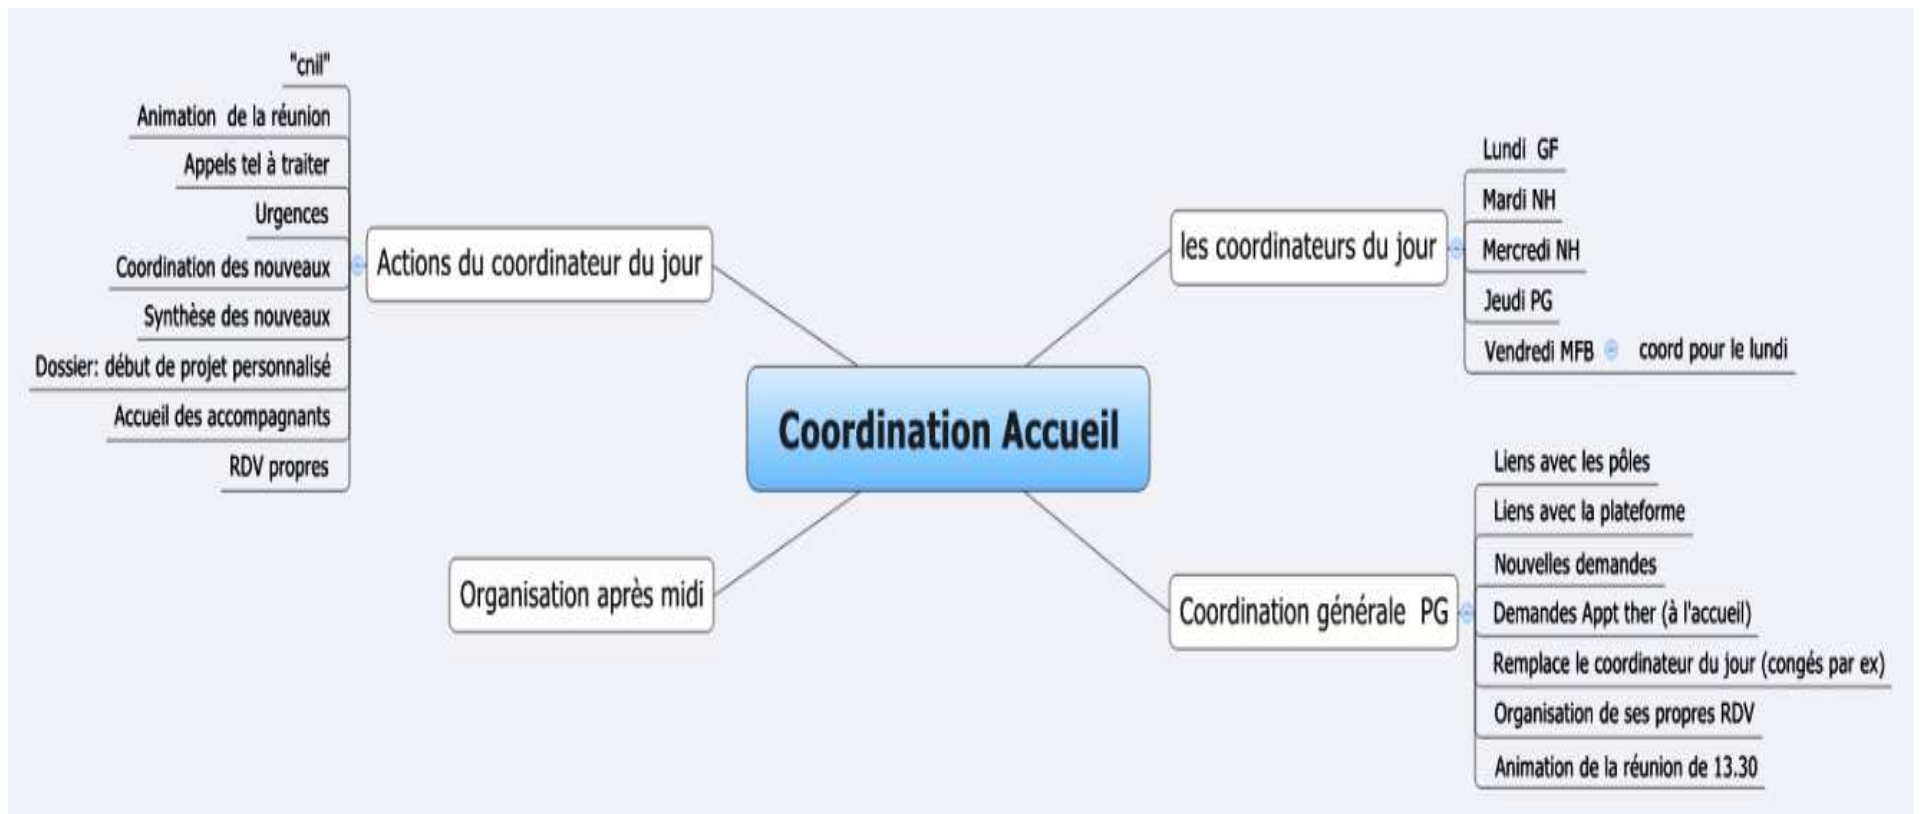 "cnil"
Animation de la réunion
Appels tel à traiter
Urgences
Coordination des nouveaux
Synthèse des nouveaux
Dossier: début de projet personnalisé
Accueil des accompagnants
RDV propres
Actions du coordinateur du jour
Organisation après midi
Coordination Accueil
les coordinateurs du jour
Lundi GF
Mardi NH
Mercredi NH
Jeudi PG
Vendredi MFB coord pour le lundi
Coordination générale PG
Liens avec les pôles
Liens avec la plateforme
Nouvelles demandes
Demandes Appt ther (à l'accueil)
Remplace le coordinateur du jour (congés par ex)
Organisation de ses propres RDV
Animation de la réunion de 13.30